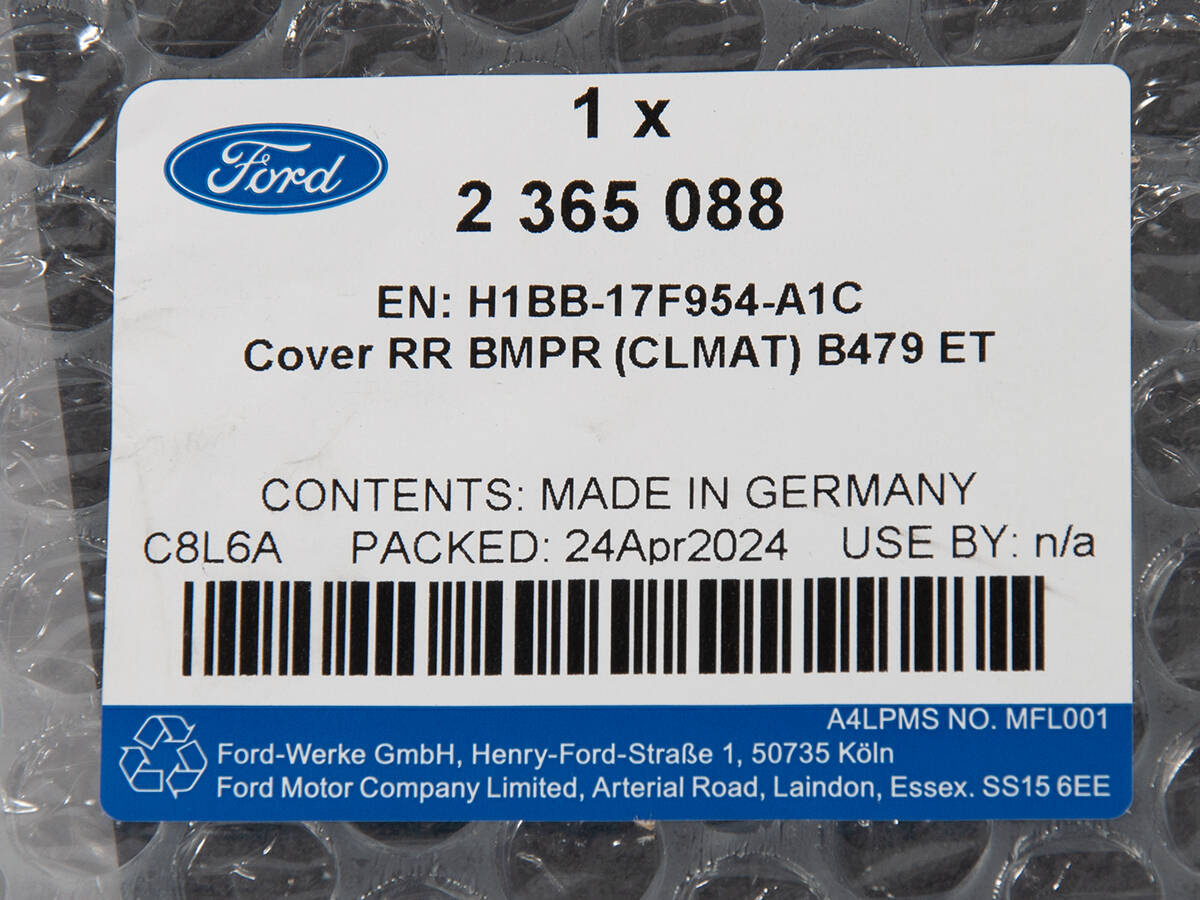 1 x
Ford
2 365 088
EN: H1BB-17F954-A1C
Cover RR BMPR (CLMAT) B479 ET
CONTENTS: MADE IN GERMANY
C8L6A PACKED: 24Apr2024 USE BY: n/a
A4LPMS NO. MFL001
Ford-Werke GmbH, Henry-Ford-Straße 1, 50735 Köln
Ford Motor Company Limited, Arterial Road, Laindon, Essex. SS15 6EE